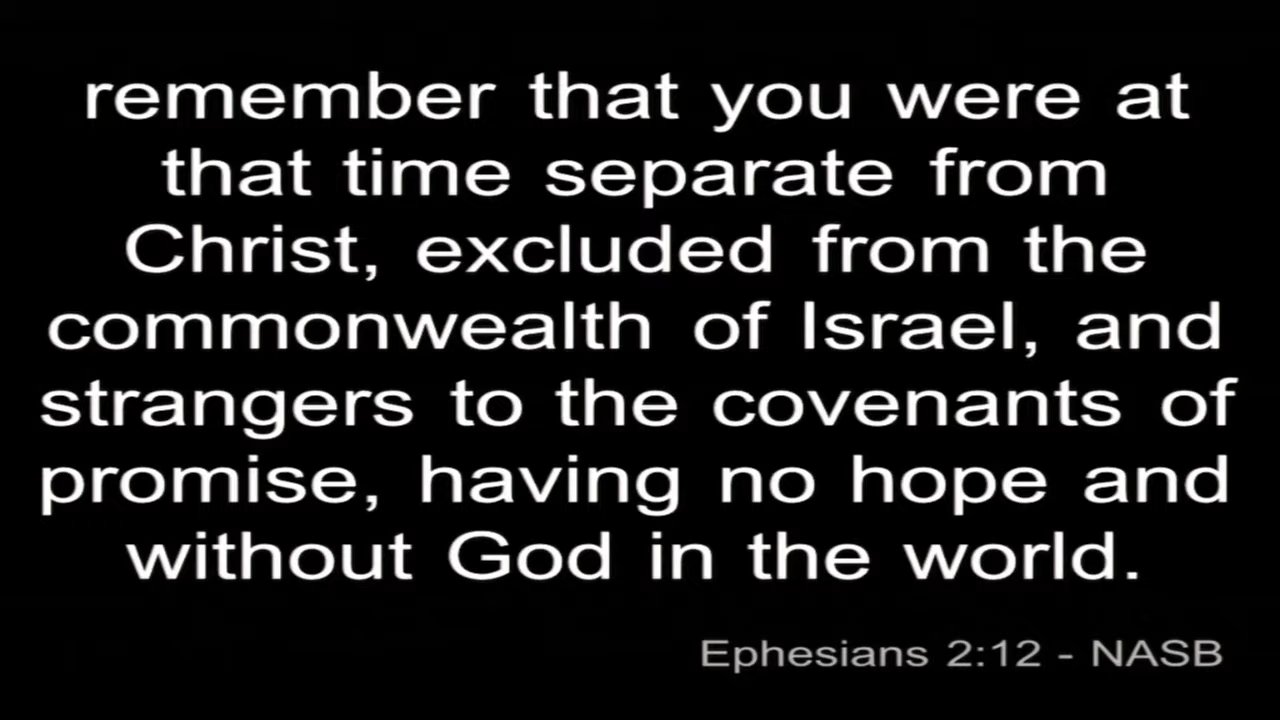 remember that you were at
that time separate from
Christ, excluded from the
commonwealth of Israel, and
strangers to the covenants of
promise, having no hope and
without God in the world.
Ephesians 2:12 - NASB